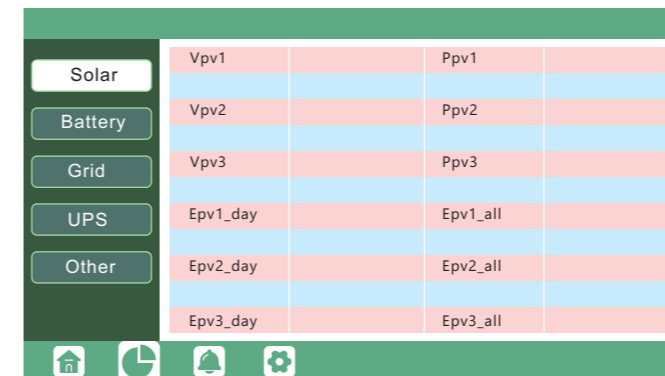 Solar
Battery
Grid
UPS
Other
Vpv1 Ppv1
Vpv2 Ppv2
Vpv3 Ppv3
Epv1_day Epv1_all
Epv2_day Epv2_all
Epv3_day Epv3_all